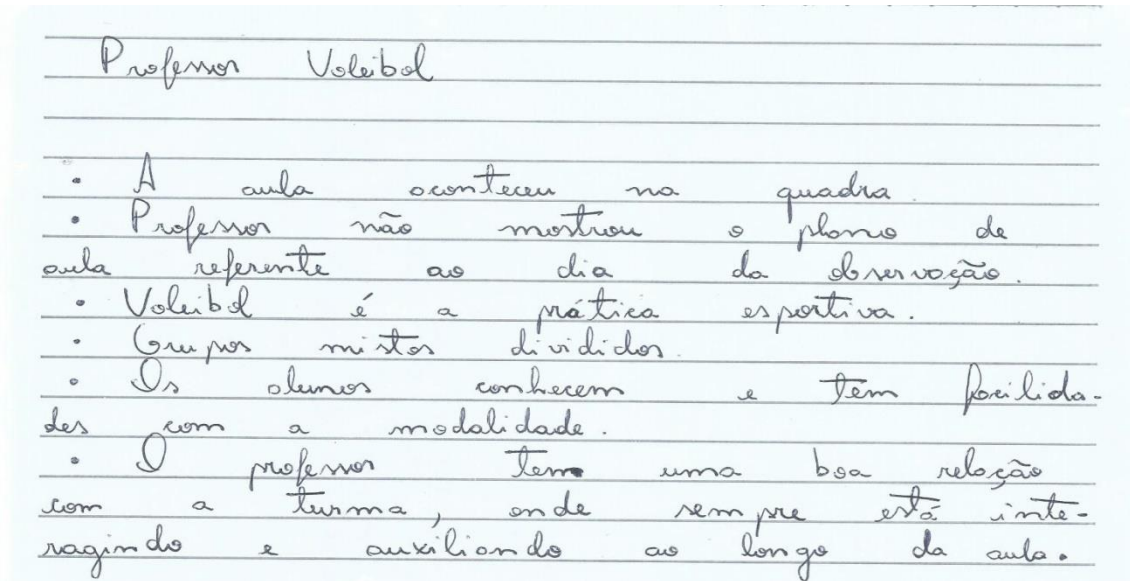 Professor Voleibol
• A aula aconteceu na quadra.
• Professor não mostrou o plano de
aula referente ao dia da observação.
• Voleibol é a prática esportiva.
• Grupos mistos divididos.
• Os alunos conhecem e tem facilida-
des com a modalidade.
• O professor tem uma boa relação
com a turma, onde sempre está inte-
ragindo e auxiliando ao longo da aula.